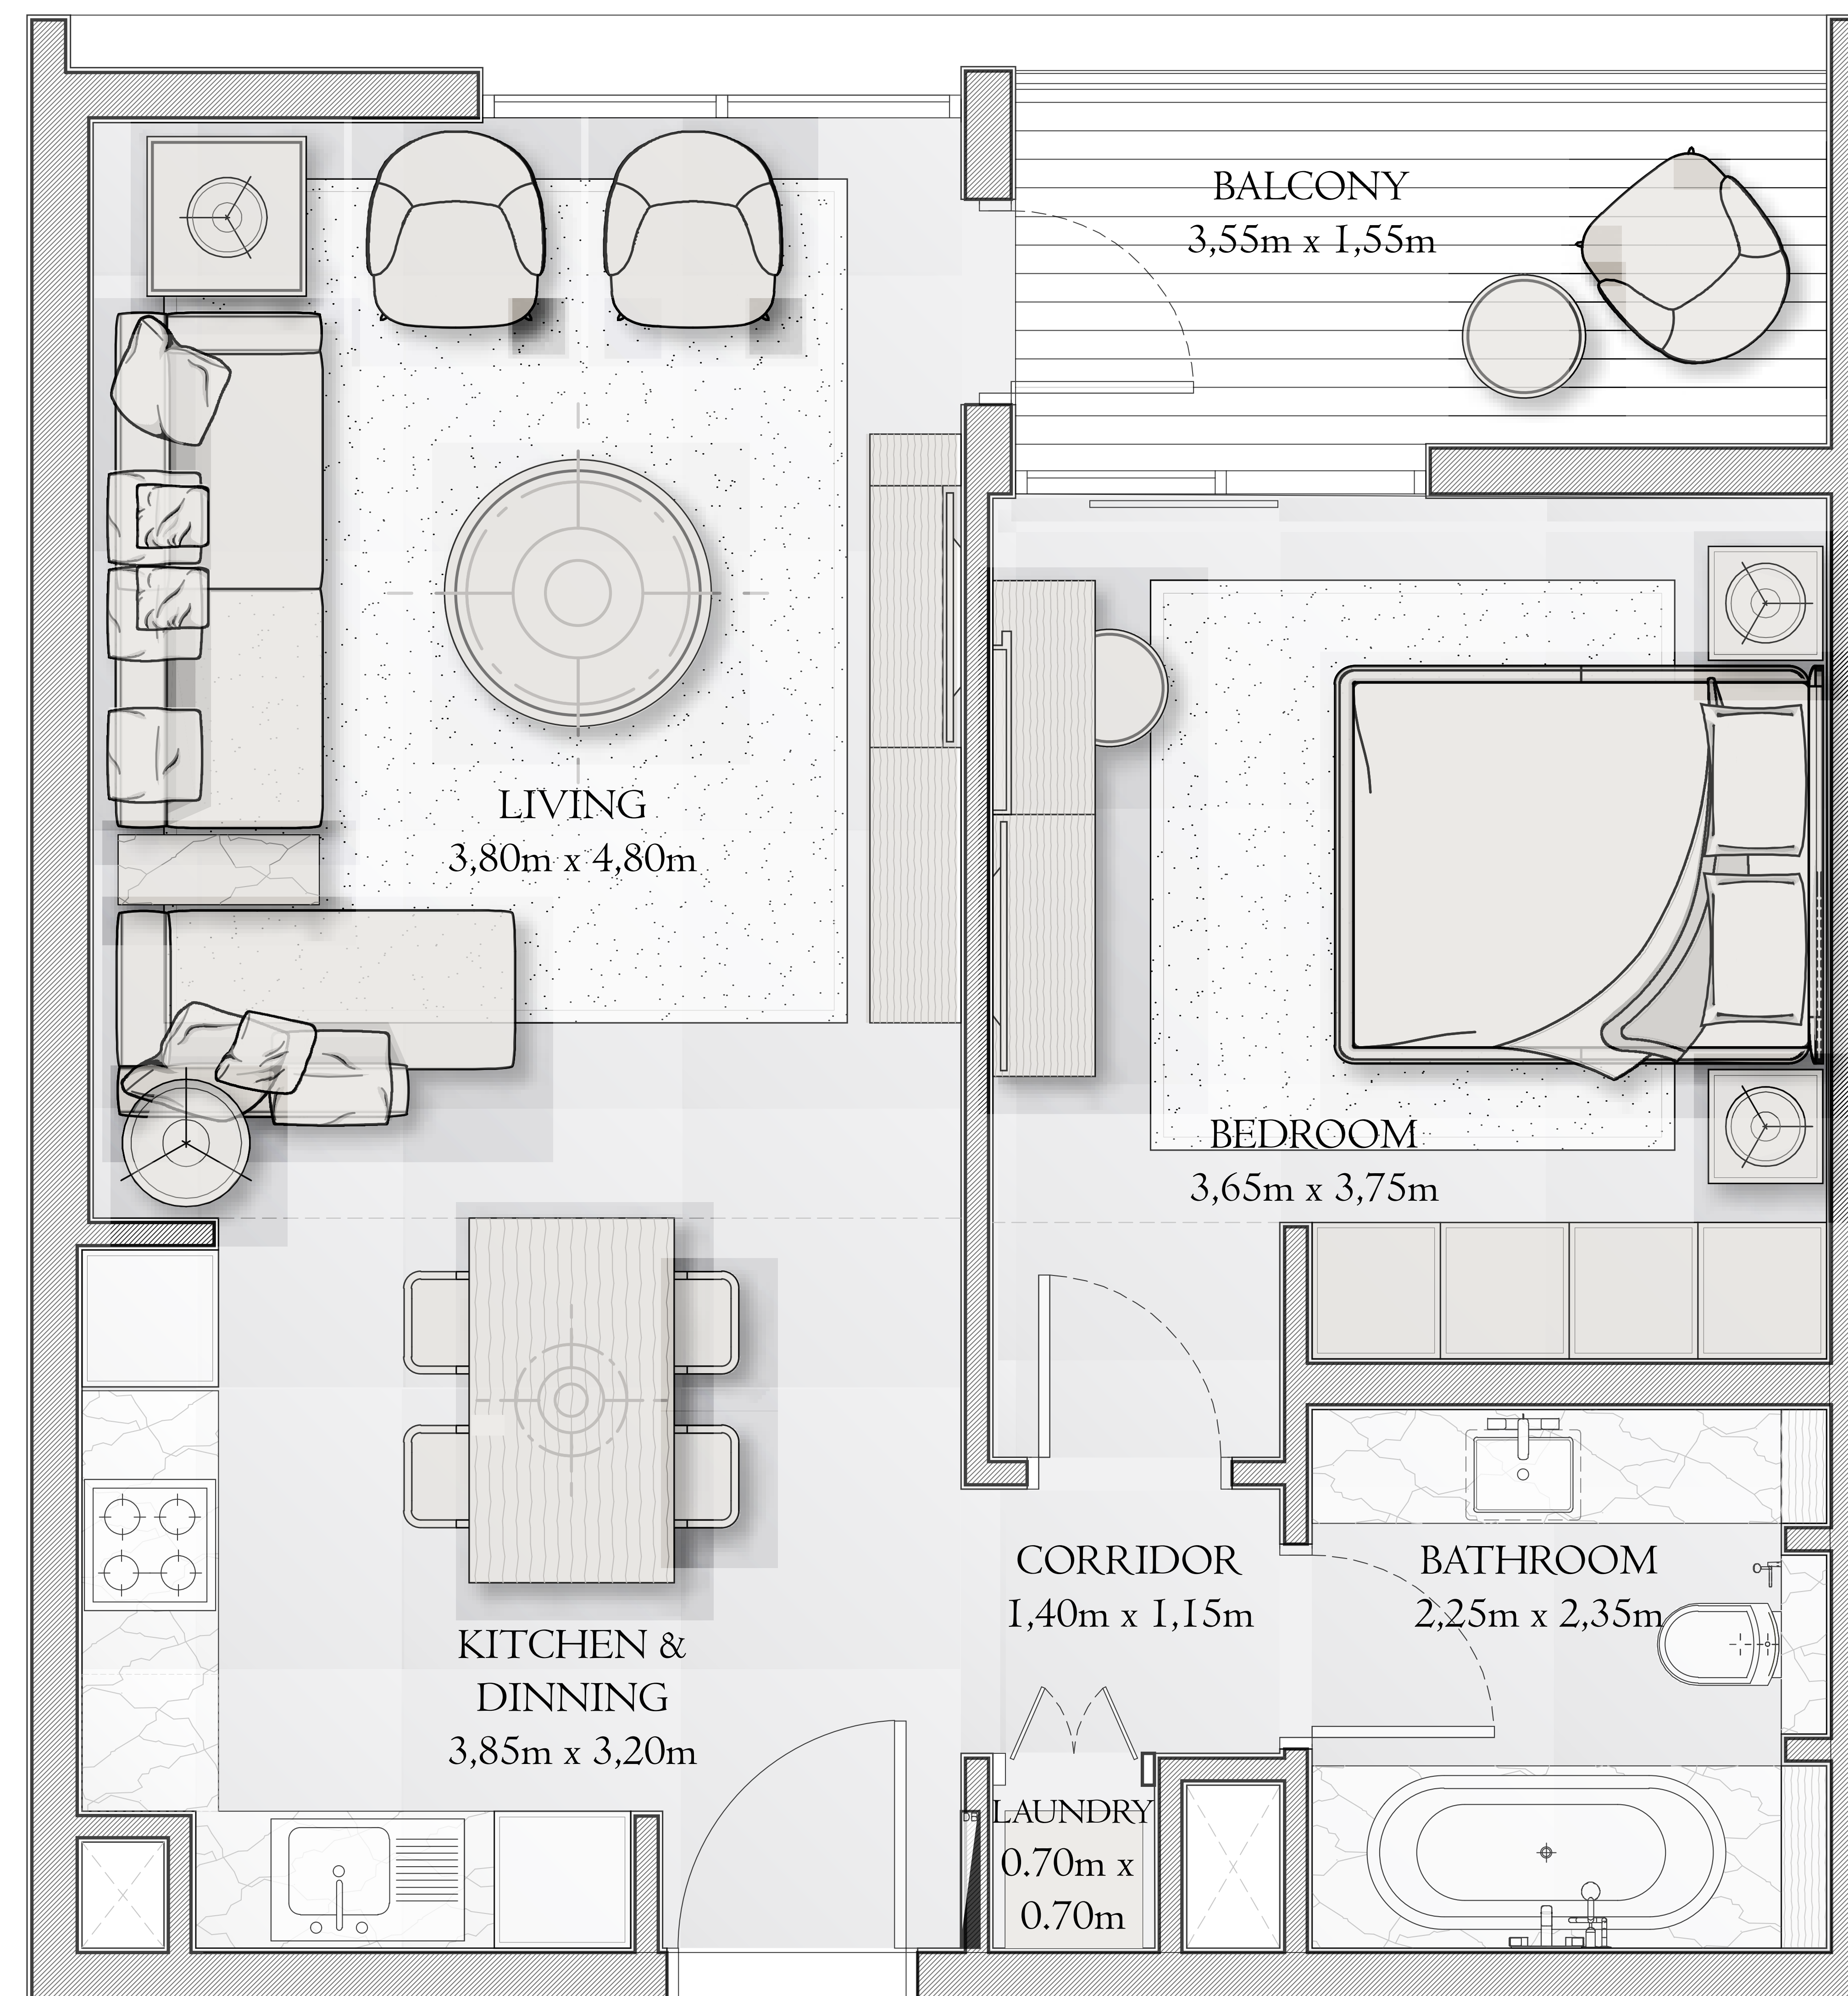 BALCONY
3,55m x 1,55m
LIVING
3,80m x 4,80m
BEDROOM
3,65m x 3,75m
CORRIDOR
1,40m x 1,15m
BATHROOM
2,25m x 2,35m
KITCHEN &
DINNING
3,85m x 3,20m
DB
LAUNDRY
0.70m x
0.70m